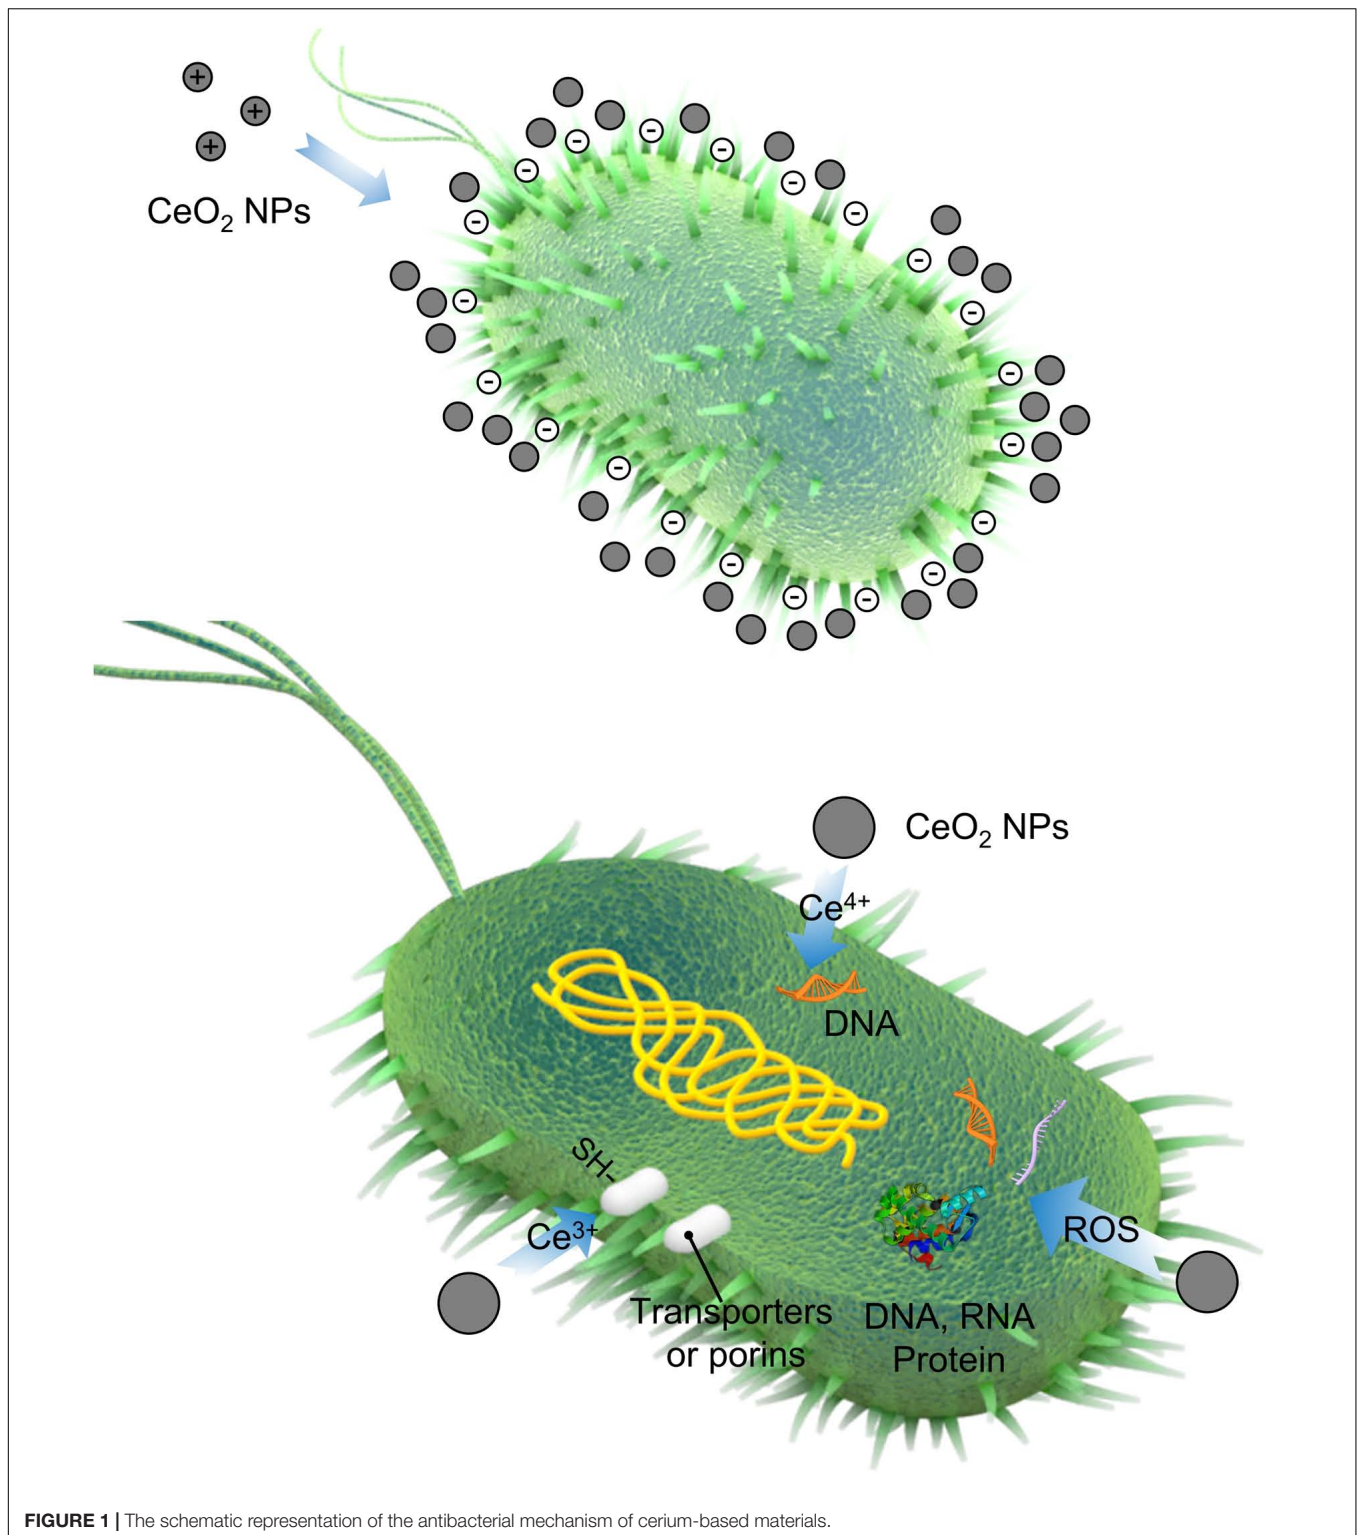 CeO₂ NPs
CeO₂ NPs
Ce⁴⁺
DNA
SH-
Ce³⁺
ROS
Transporters
or porins
DNA, RNA
Protein
FIGURE 1 | The schematic representation of the antibacterial mechanism of cerium-based materials.